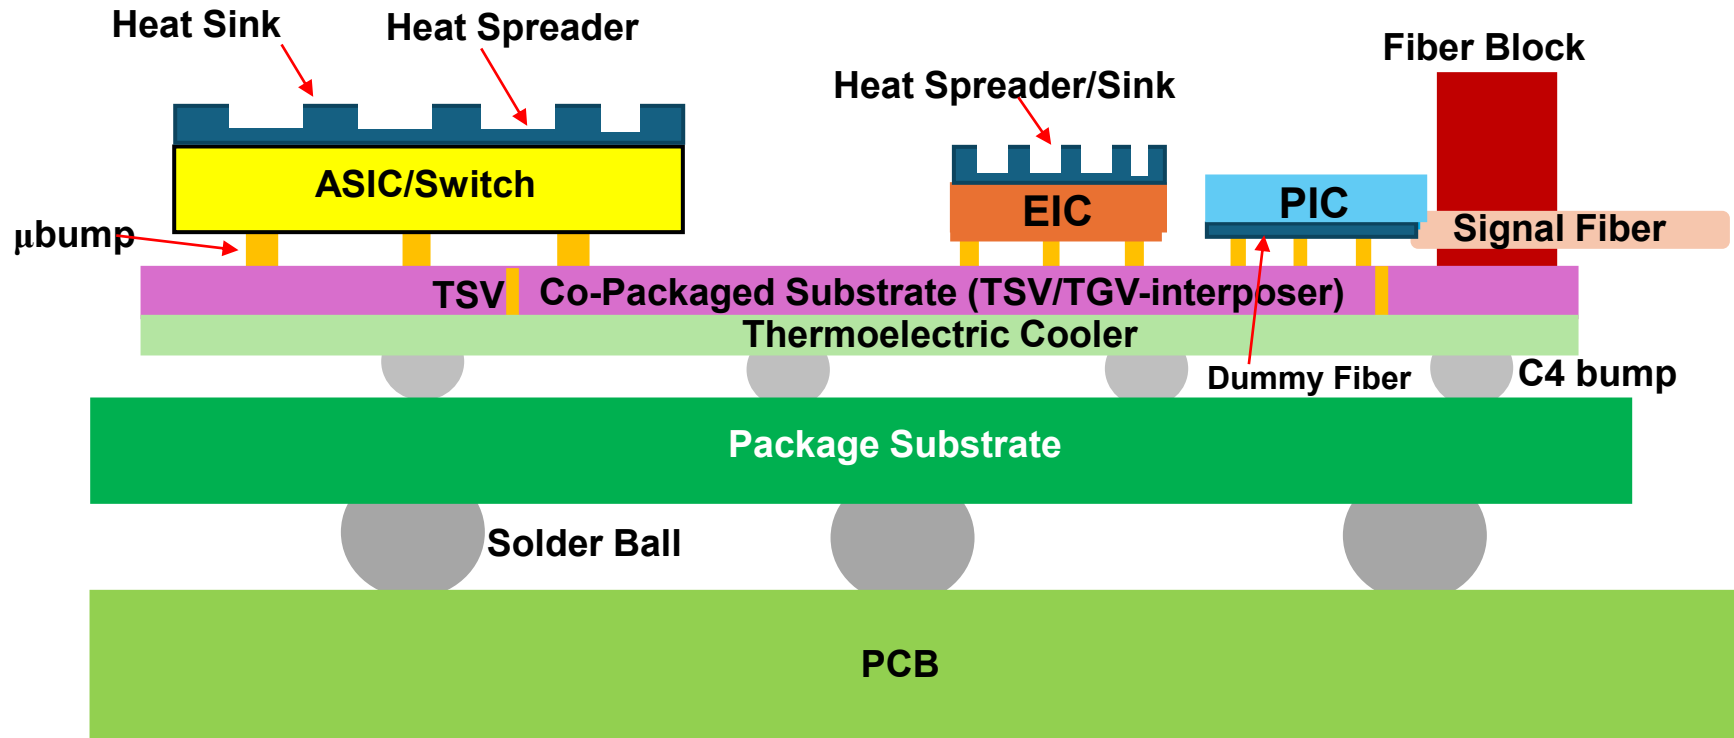 Heat Sink
Heat Spreader
Fiber Block
Heat Spreader/Sink
ASIC/Switch
EIC
PIC
Signal Fiber
μbump
TSV
Co-Packaged Substrate (TSV/TGV-interposer)
Thermoelectric Cooler
Dummy Fiber
C4 bump
Package Substrate
Solder Ball
PCB